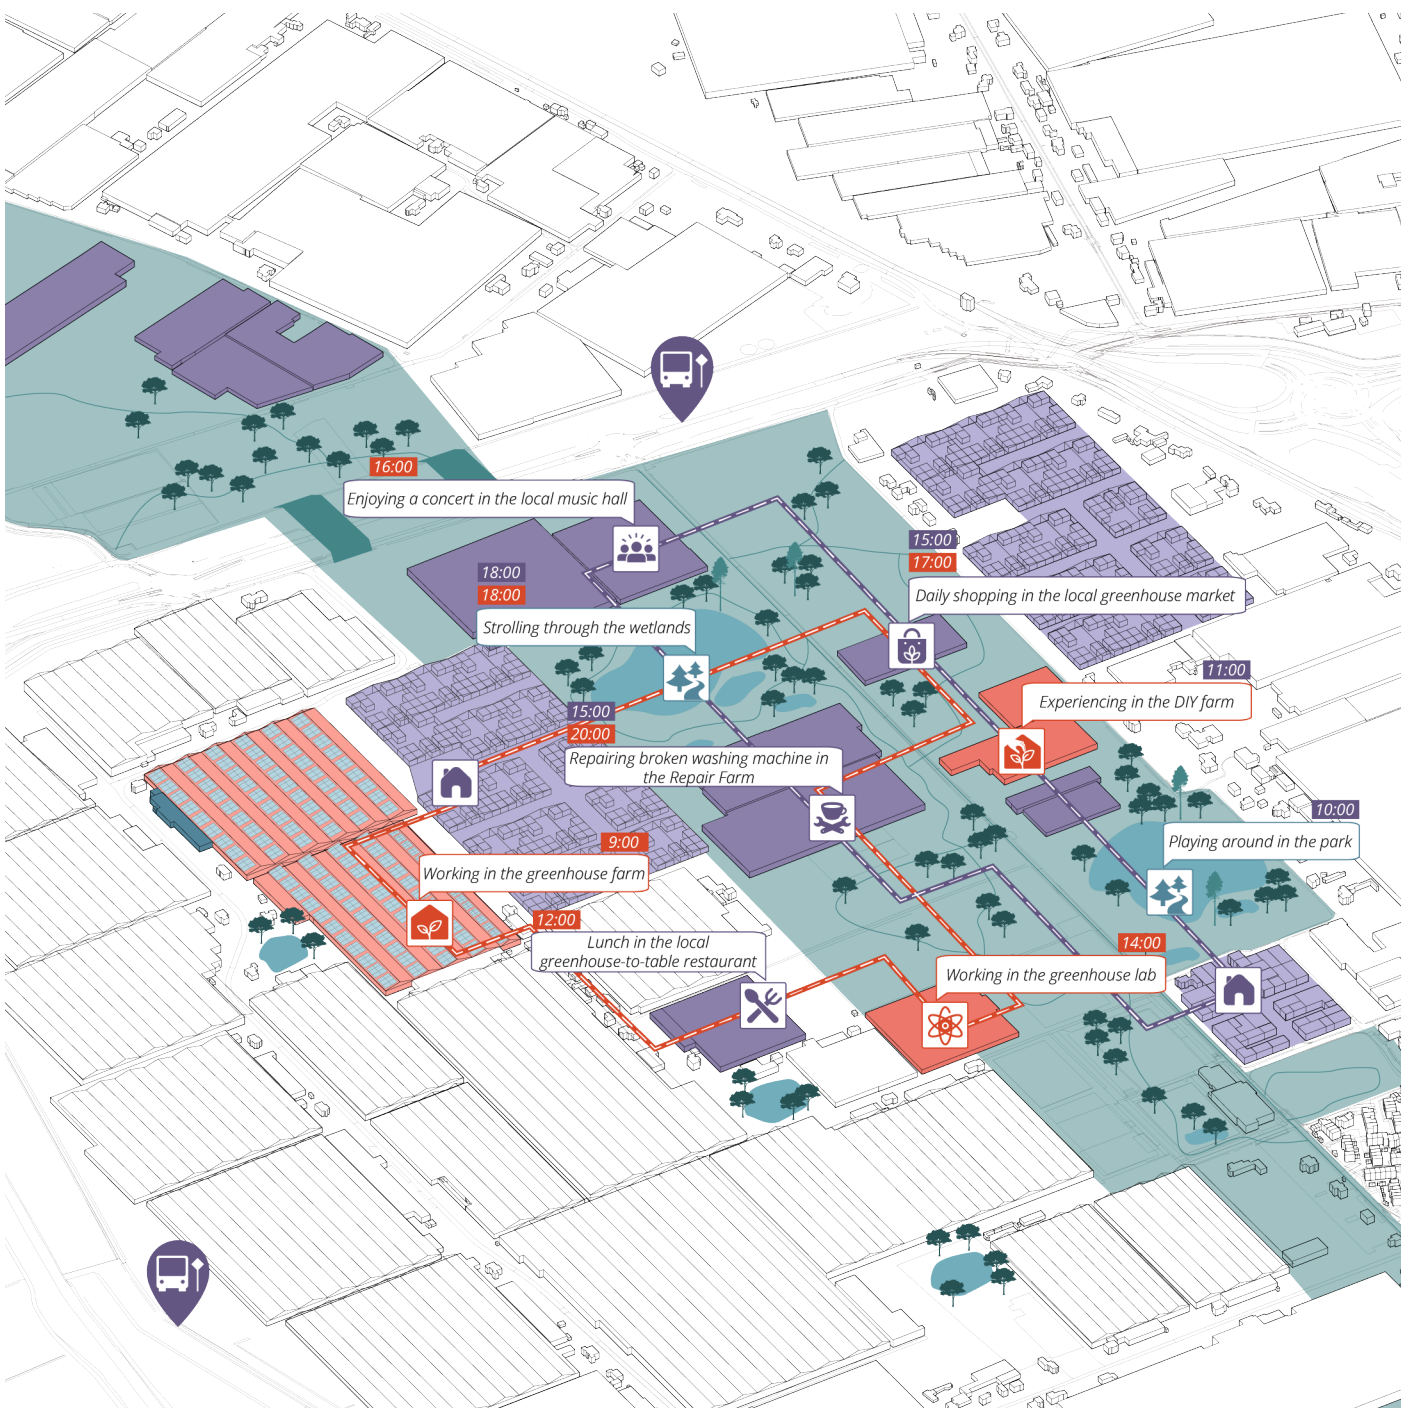 16:00
Enjoying a concert in the local music hall
15:00
17:00
Daily shopping in the local greenhouse market
18:00
18:00
Strolling through the wetlands
11:00
Experiencing in the DIY farm
15:00
20:00
Repairing broken washing machine in
the Repair Farm
10:00
Playing around in the park
9:00
Working in the greenhouse farm
12:00
Lunch in the local
greenhouse-to-table restaurant
14:00
Working in the greenhouse lab